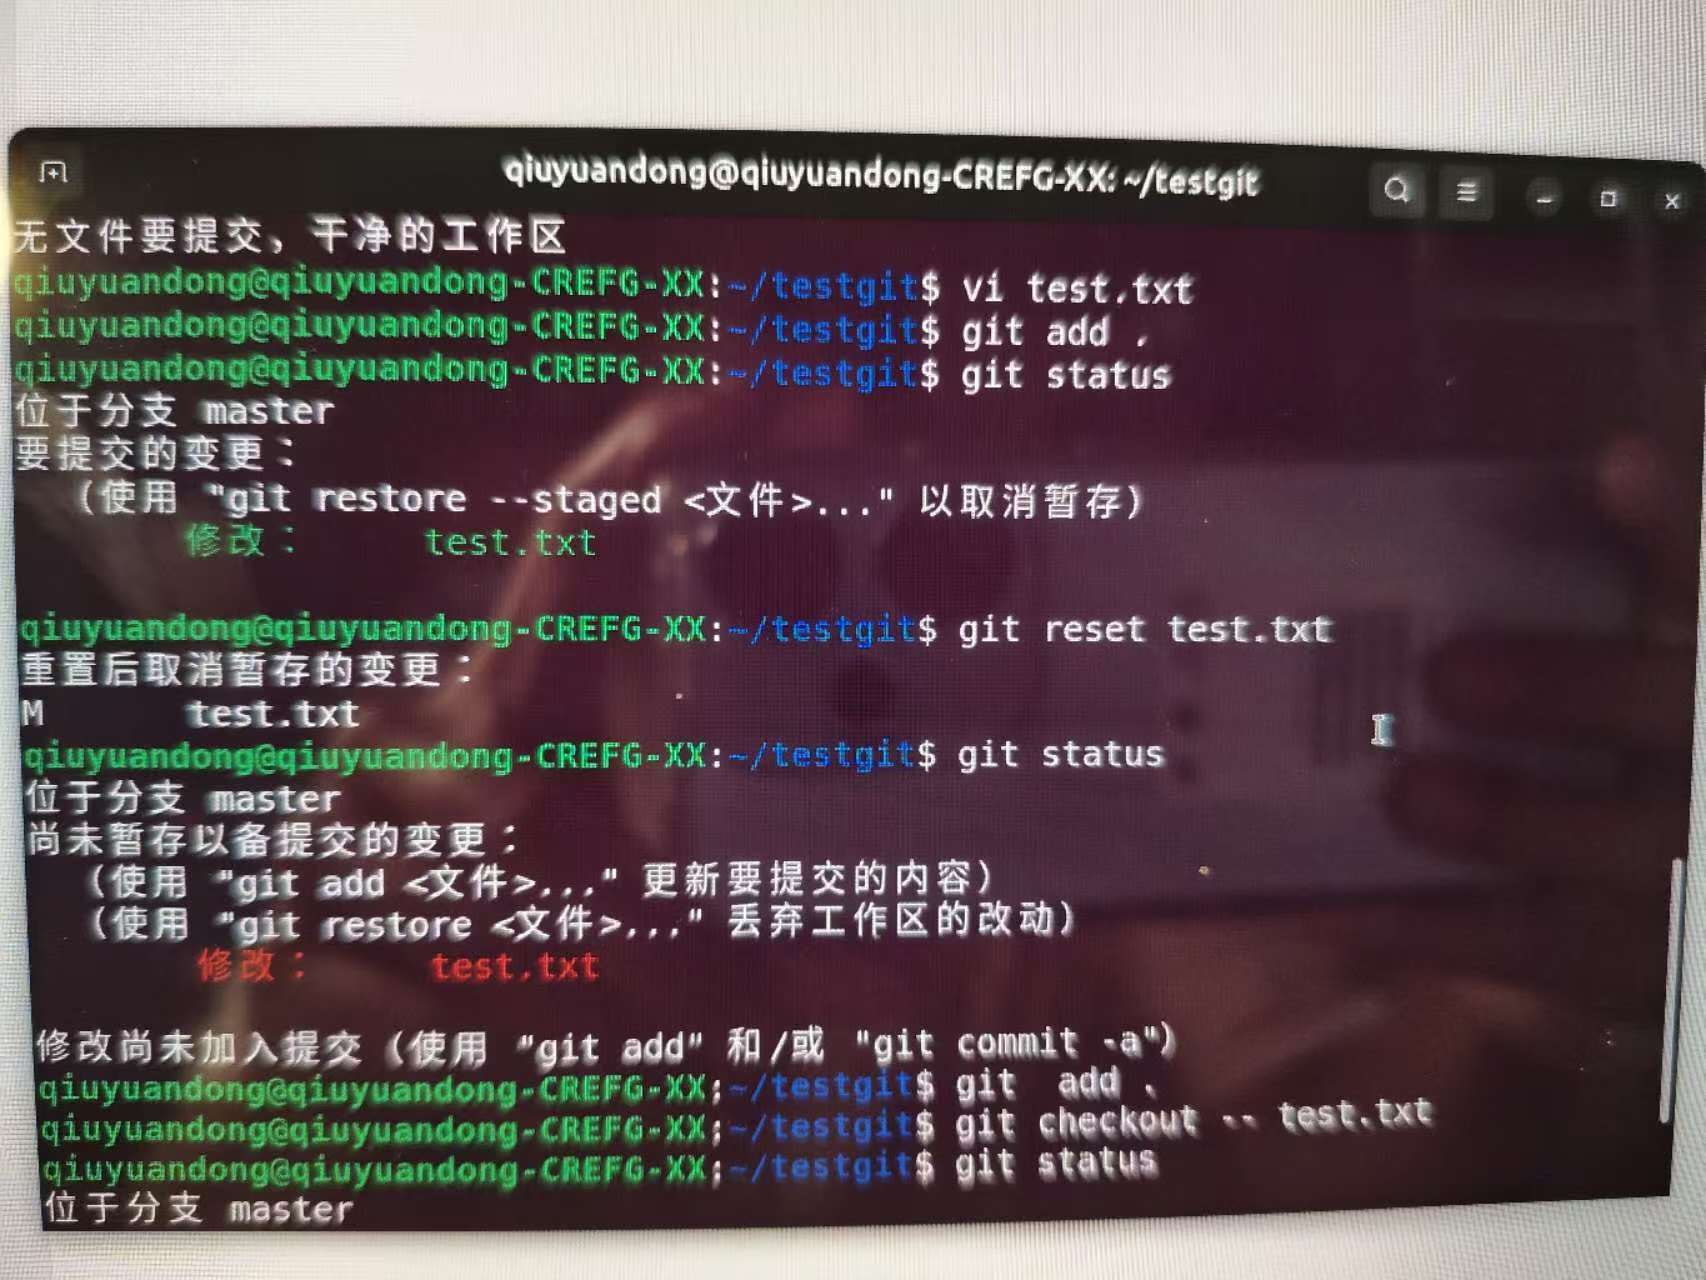 qiuyuandong@qiuyuandong-CREFG-XX: ~/testgit
无文件要提交，干净的工作区
qiuyuandong@qiuyuandong-CREFG-XX:~/testgit$ vi test.txt
qiuyuandong@qiuyuandong-CREFG-XX:~/testgit$ git add .
qiuyuandong@qiuyuandong-CREFG-XX:~/testgit$ git status
位于分支 master
要提交的变更：
  （使用 "git restore --staged <文件>..." 以取消暂存）
        修改：     test.txt
qiuyuandong@qiuyuandong-CREFG-XX:~/testgit$ git reset test.txt
重置后取消暂存的变更：
M       test.txt
qiuyuandong@qiuyuandong-CREFG-XX:~/testgit$ git status
位于分支 master
尚未暂存以备提交的变更：
  （使用 "git add <文件>..." 更新要提交的内容）
  （使用 "git restore <文件>..." 丢弃工作区的改动）
        修改：     test.txt
修改尚未加入提交（使用 "git add" 和/或 "git commit -a"）
qiuyuandong@qiuyuandong-CREFG-XX:~/testgit$ git  add .
qiuyuandong@qiuyuandong-CREFG-XX:~/testgit$ git checkout -- test.txt
qiuyuandong@qiuyuandong-CREFG-XX:~/testgit$ git status
位于分支 master